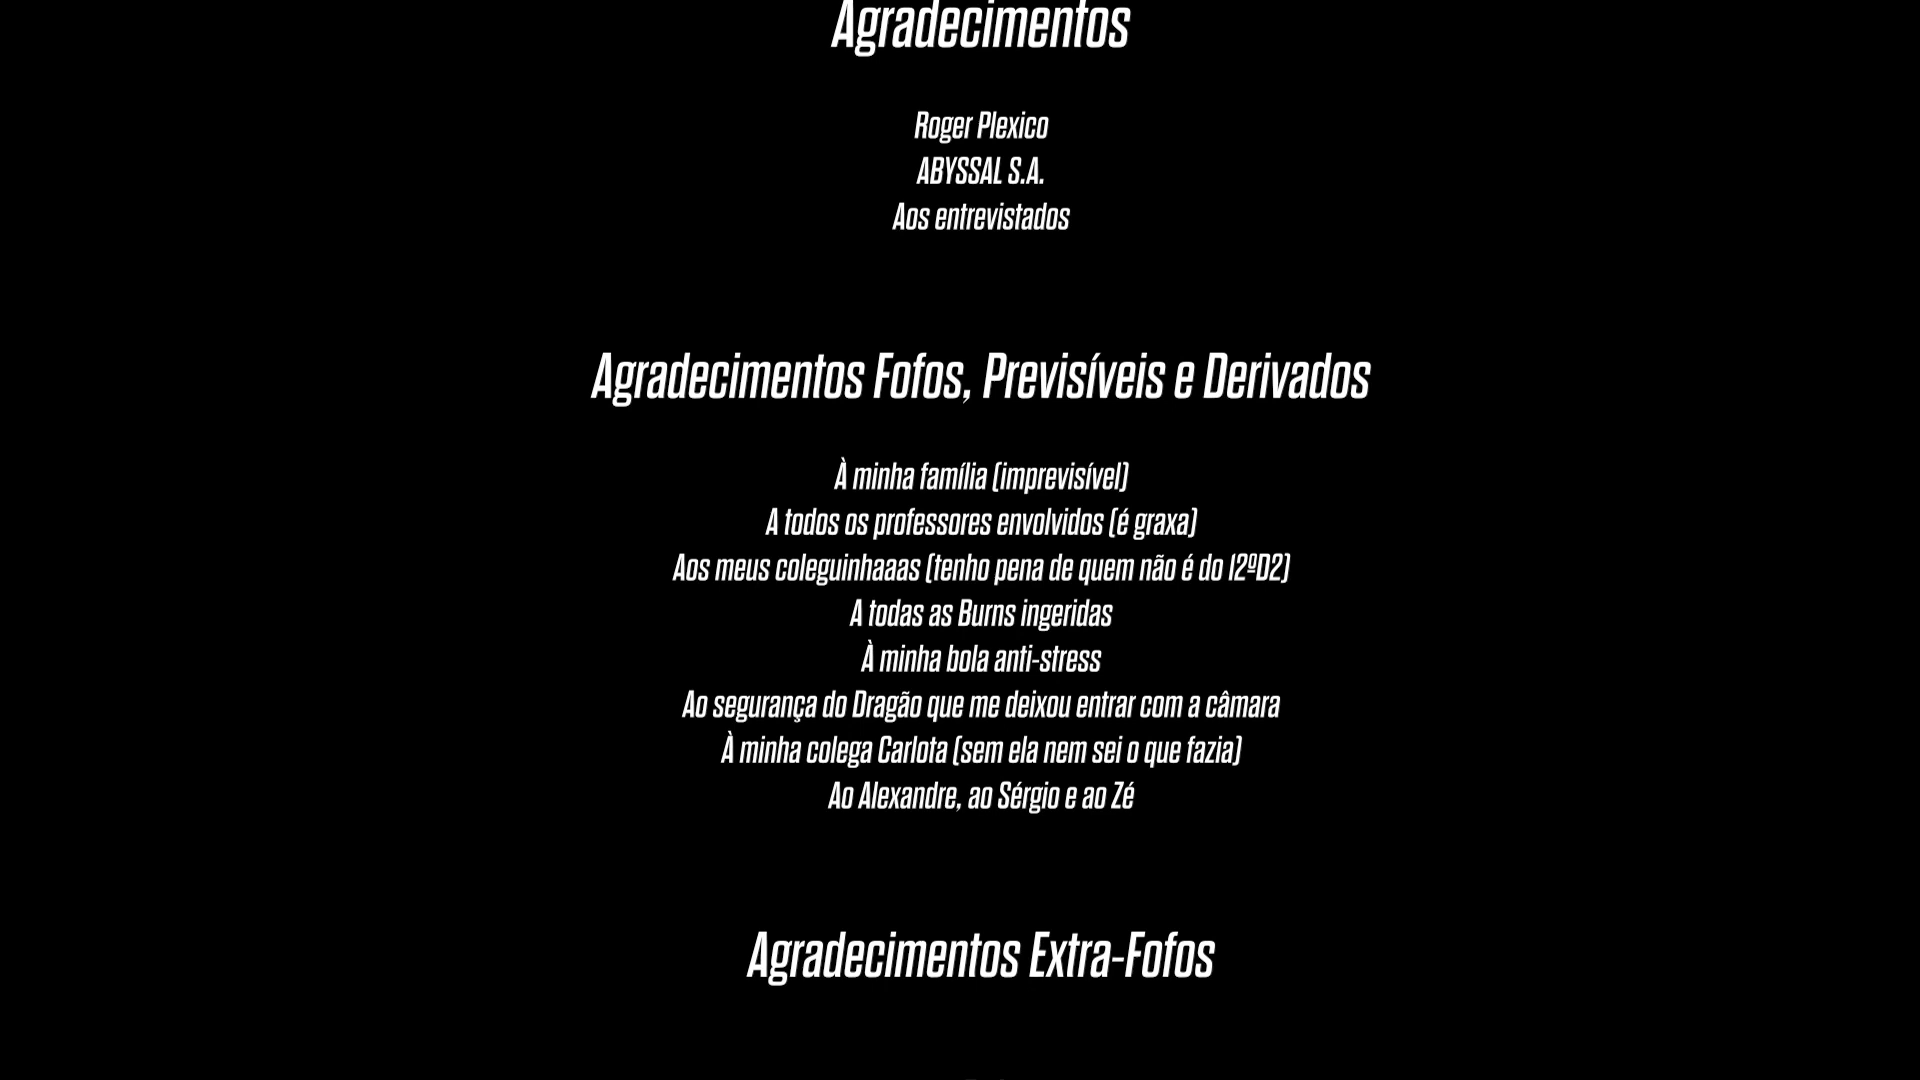 Agradecimentos
Roger Plexico
ABYSSAL S.A.
Aos entrevistados
Agradecimentos Fofos, Previsíveis e Derivados
À minha família (imprevisível)
A todos os professores envolvidos (é graxa)
Aos meus coleguinhaaas (tenho pena de quem não é do 12ºD2)
A todas as Burns ingeridas
À minha bola anti-stress
Ao segurança do Dragão que me deixou entrar com a câmara
À minha colega Carlota (sem ela nem sei o que fazia)
Ao Alexandre, ao Sérgio e ao Zé
Agradecimentos Extra-Fofos